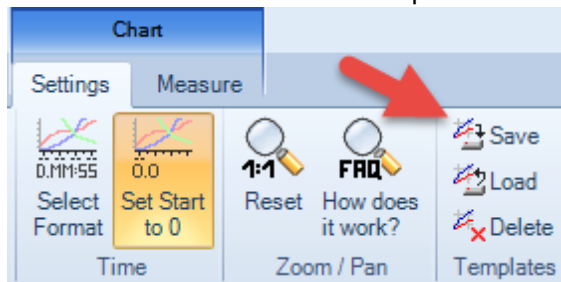 Chart
Settings Measure
D.MM:SS 0.0 1:1 FAQ Save
Select Format Set Start to 0 Reset How does it work? Load
Delete
Time Zoom / Pan Templates